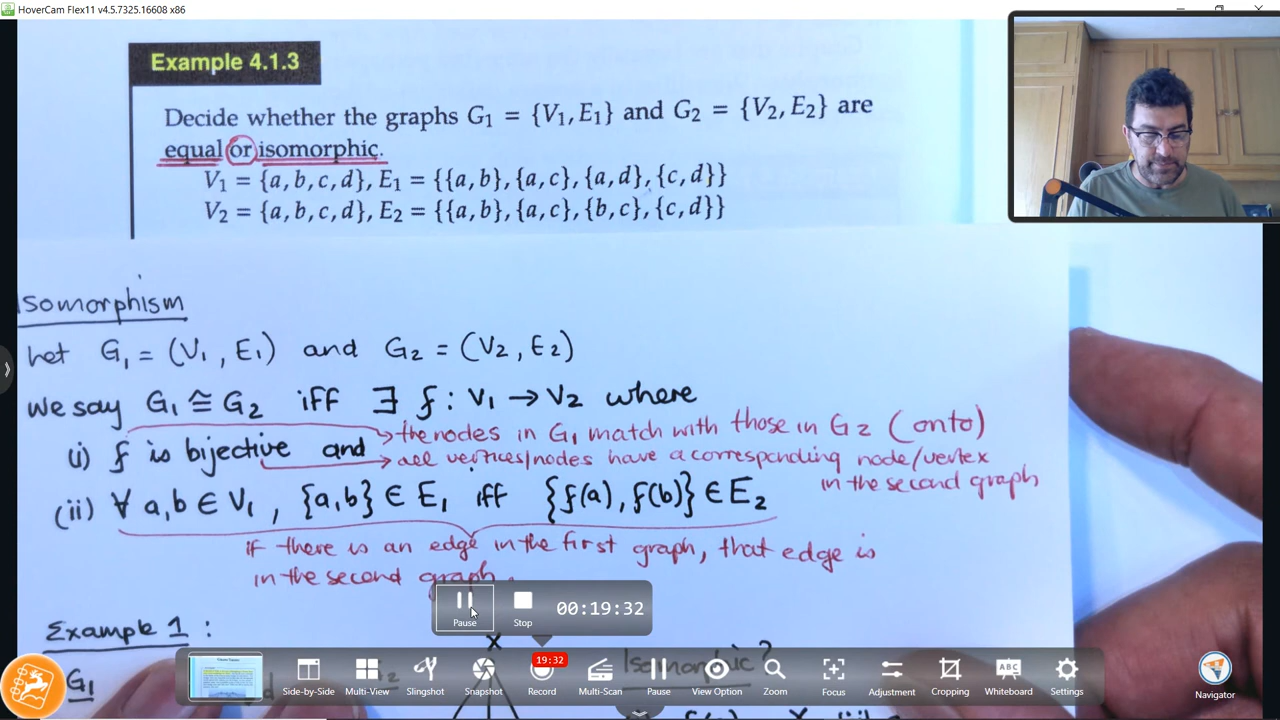 HoverCam Flex11 v4.5.7325.16608 x86
Example 4.1.3
Decide whether the graphs G₁ = {V₁, E₁} and G₂ = {V₂, E₂} are
equal or isomorphic.
V₁ = {a, b, c, d}, E₁ = {{a, b}, {a, c}, {a, d}, {c, d}}
V₂ = {a, b, c, d}, E₂ = {{a, b}, {a, c}, {b, c}, {c, d}}
Isomorphism
Let G₁ = (V₁, E₁) and G₂ = (V₂, E₂)
We say G₁ ≅ G₂ iff ∃ f : V₁ → V₂ where
→ the nodes in G₁ match with those in G₂ (onto)
(i) f is bijective and
→ all vertices/nodes have a corresponding node/vertex
in the second graph
(ii) ∀ a, b ∈ V₁, {a, b} ∈ E₁ iff {f(a), f(b)} ∈ E₂
if there is an edge in the first graph, that edge is
in the second graph.
Pause
Stop
00:19:32
Example 1 :
x
Isomorphic?
G₁
19:32
Side-by-Side
Multi-View
Slingshot
Snapshot
Record
Multi-Scan
Pause
View Option
Zoom
Focus
Adjustment
Cropping
ABC
Whiteboard
Settings
Navigator